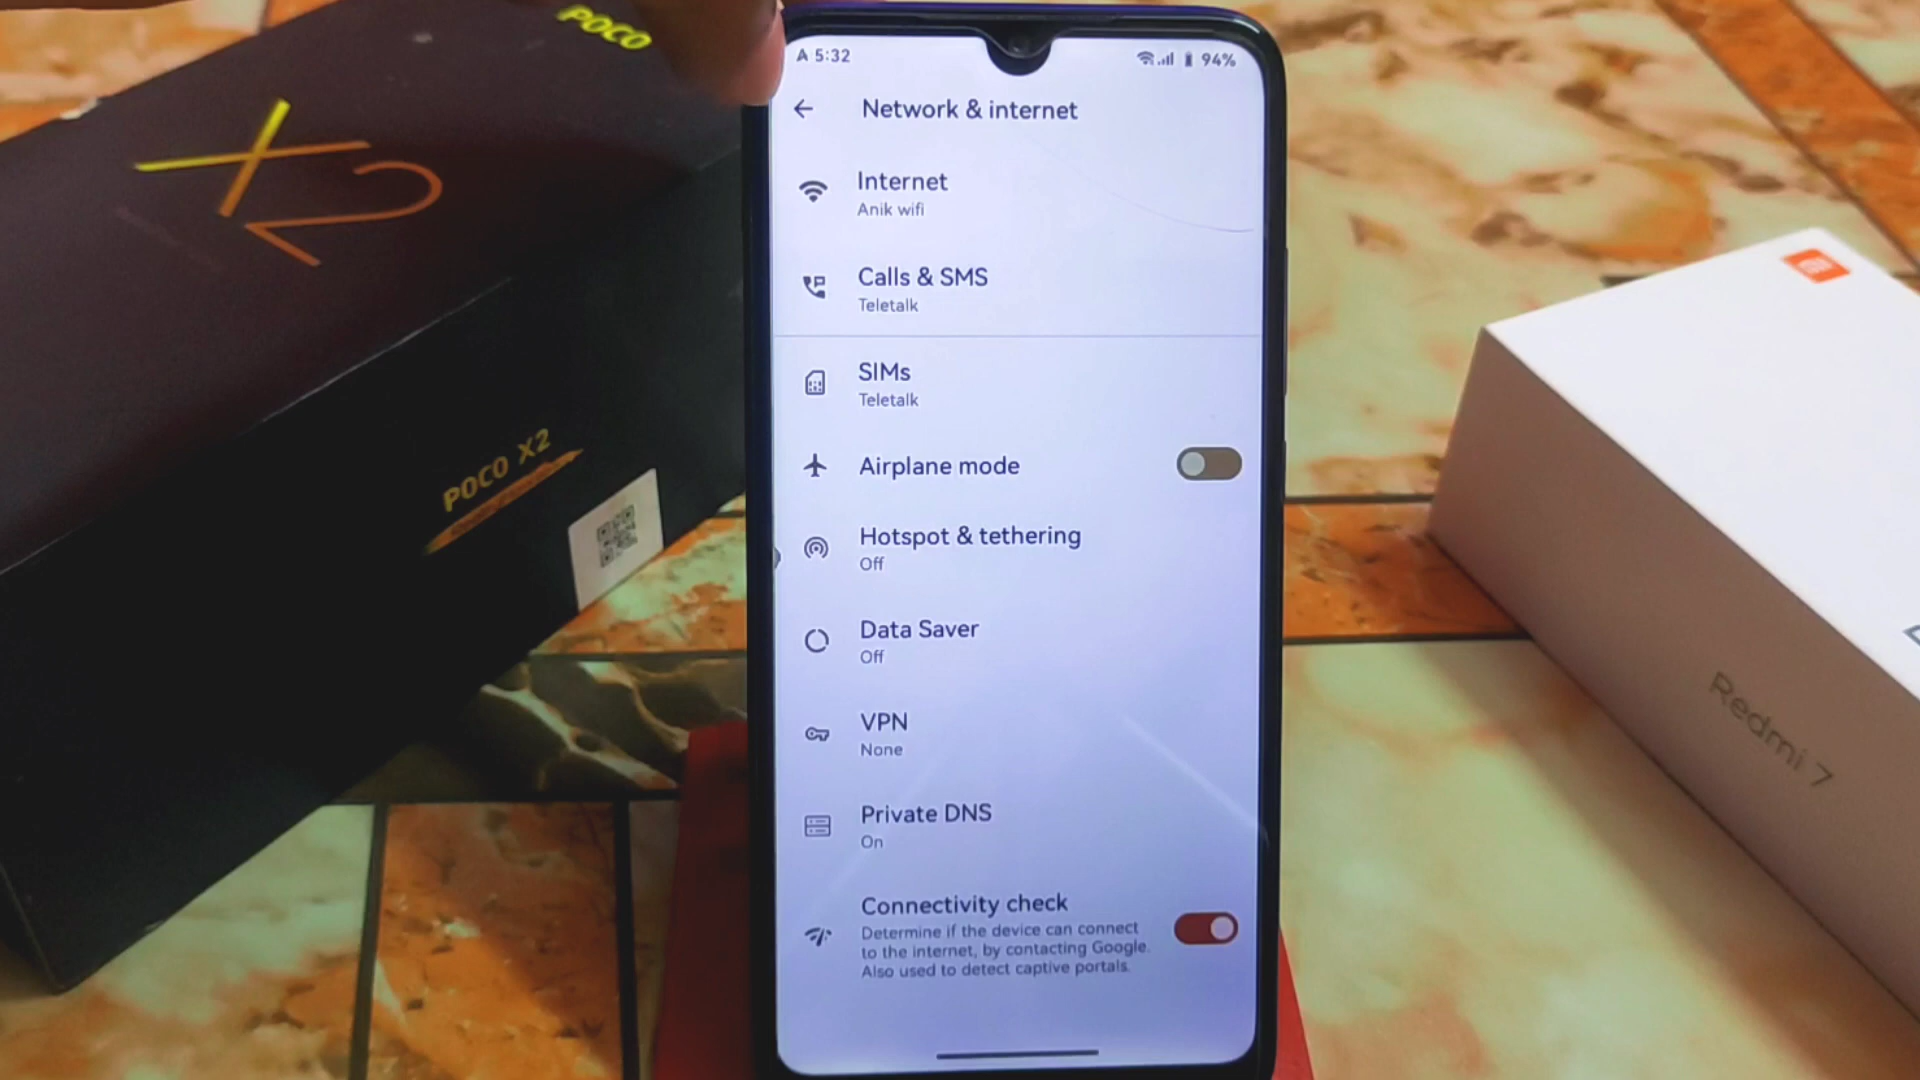 POCO
X2
POCO X2
A 5:32
94%
Network & internet
Internet
Anik wifi
Calls & SMS
Teletalk
SIMs
Teletalk
Airplane mode
Hotspot & tethering
Off
Data Saver
Off
VPN
None
Private DNS
On
Connectivity check
Determine if the device can connect
to the internet, by contacting Google.
Also used to detect captive portals.
Redmi 7